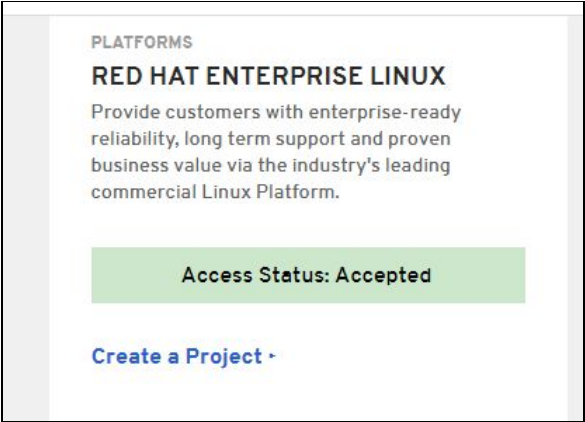 PLATFORMS
RED HAT ENTERPRISE LINUX
Provide customers with enterprise-ready
reliability, long term support and proven
business value via the industry's leading
commercial Linux Platform.
Access Status: Accepted
Create a Project ▸